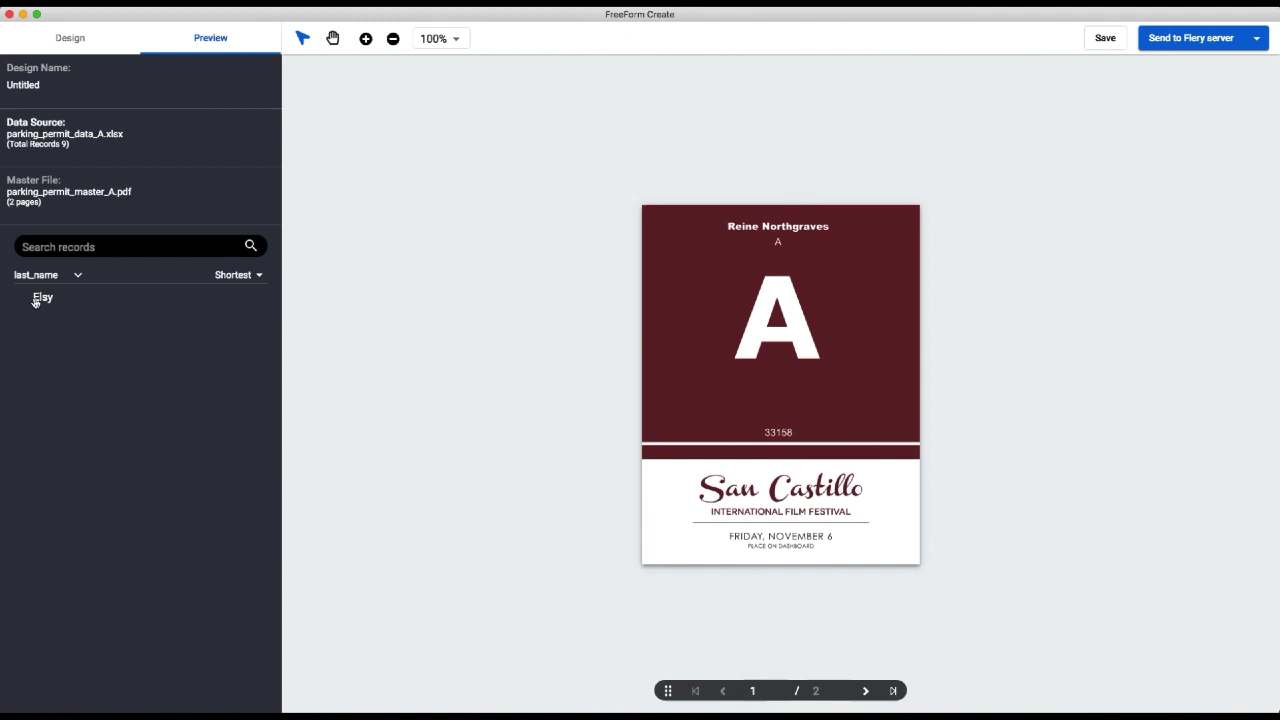 FreeForm Create
Design
Preview
100%
Save
Send to Fiery server
Design Name:
Untitled
Data Source:
parking_permit_data_A.xlsx
(Total Records 9)
Master File:
parking_permit_master_A.pdf
(2 pages)
Search records
last_name
Shortest
Elsy
Reine Northgraves
A
A
33158
San Castillo
INTERNATIONAL FILM FESTIVAL
FRIDAY, NOVEMBER 6
PLACE ON DASHBOARD
1 / 2